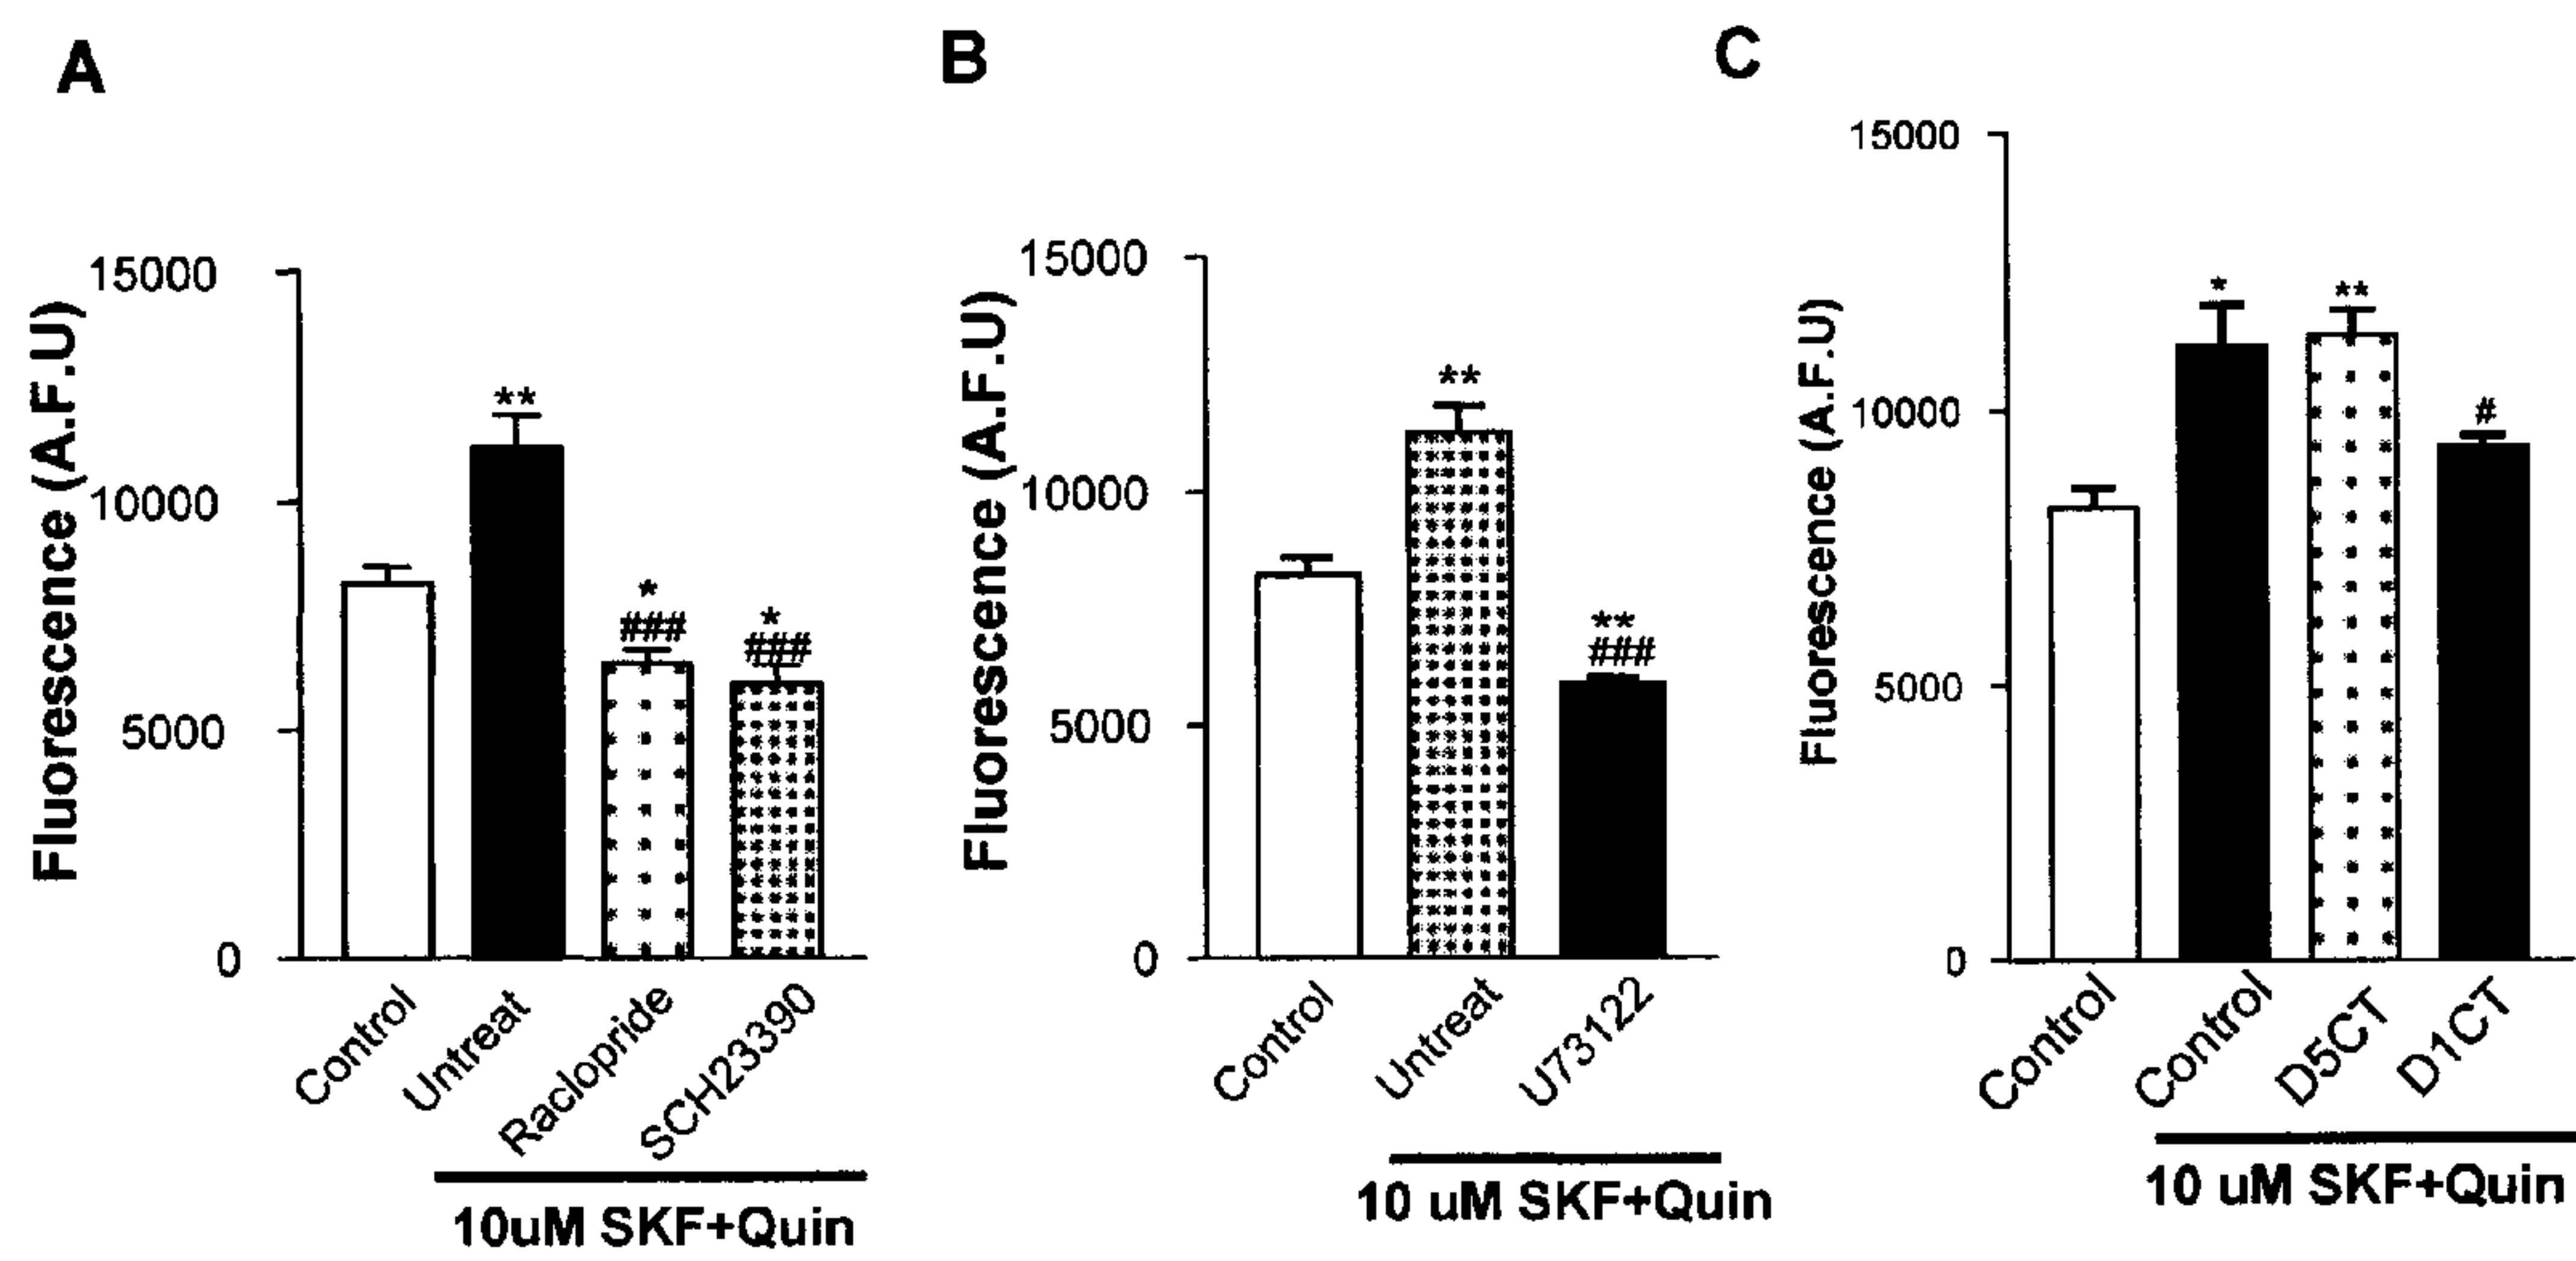 A
Fluorescence (A.F.U)
15000
10000
5000
0
**
*
###
*
###
Control
Untreat
Raclopride
SCH23390
10uM SKF+Quin
B
Fluorescence (A.F.U)
15000
10000
5000
0
**
**
###
Control
Untreat
U73122
10 uM SKF+Quin
C
Fluorescence (A.F.U)
15000
10000
5000
0
*
**
#
Control
Control
D5CT
D1CT
10 uM SKF+Quin